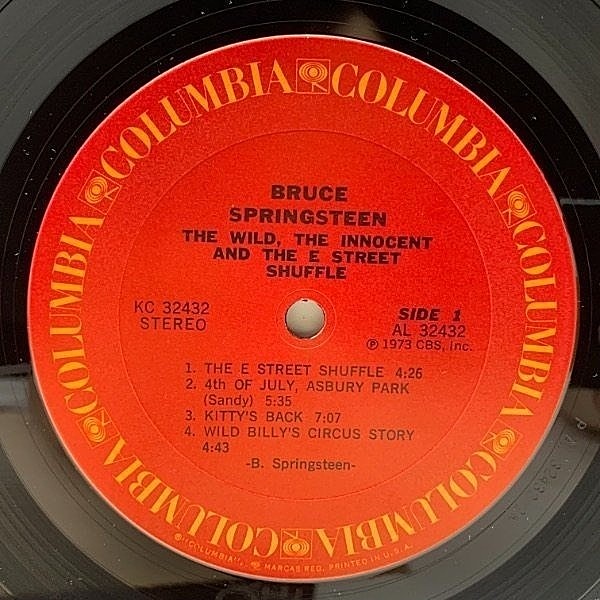 COLUMBIA COLUMBIA COLUMBIA COLUMBIA COLUMBIA COLUMBIA COLUMBIA COLUMBIA
BRUCE
SPRINGSTEEN
THE WILD, THE INNOCENT
AND THE E STREET
SHUFFLE
KC 32432
STEREO
SIDE 1
AL 32432
℗ 1973 CBS, Inc.
1. THE E STREET SHUFFLE 4:26
2. 4th OF JULY, ASBURY PARK
(Sandy) 5:35
3. KITTY'S BACK 7:07
4. WILD BILLY'S CIRCUS STORY
4:43
-B. Springsteen-
"COLUMBIA", MARCAS REG. PRINTED IN U.S.A.